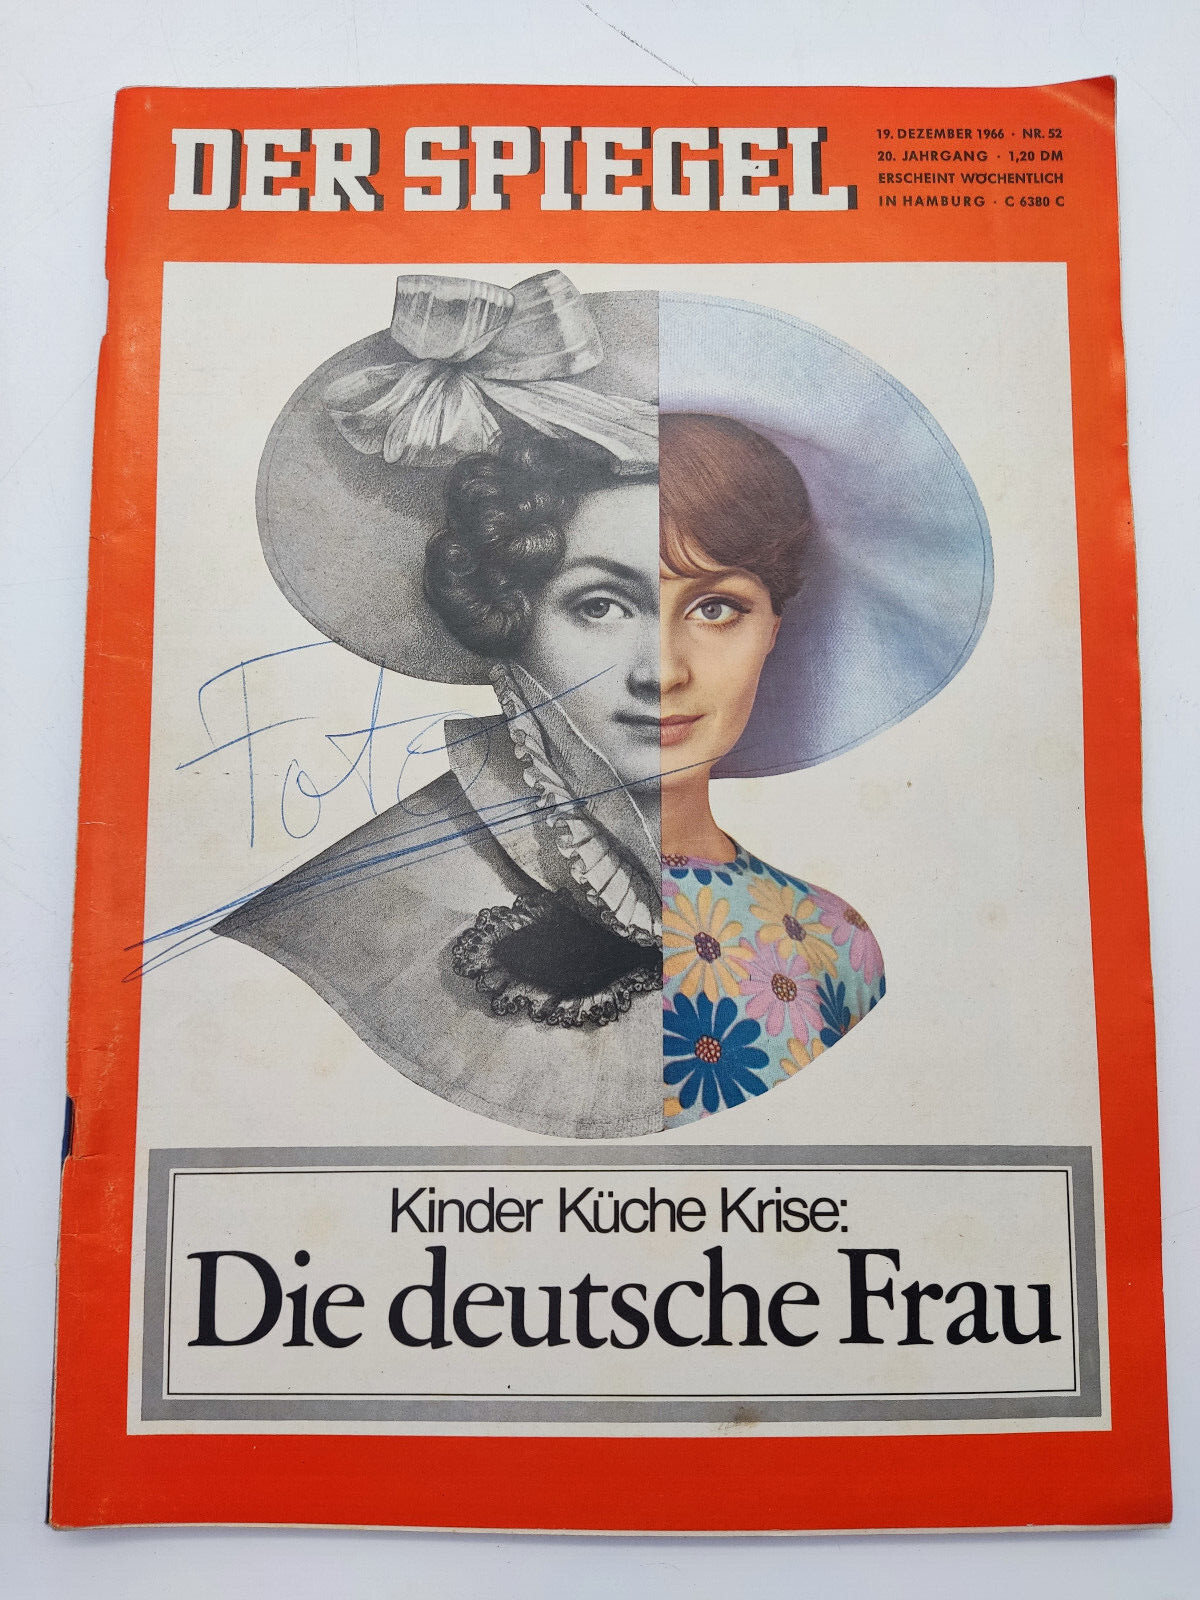 DER SPIEGEL
19. DEZEMBER 1966 · NR. 52
20. JAHRGANG · 1,20 DM
ERSCHEINT WÖCHENTLICH
IN HAMBURG · C 6380 C
Foto
Kinder Küche Krise:
Die deutsche Frau